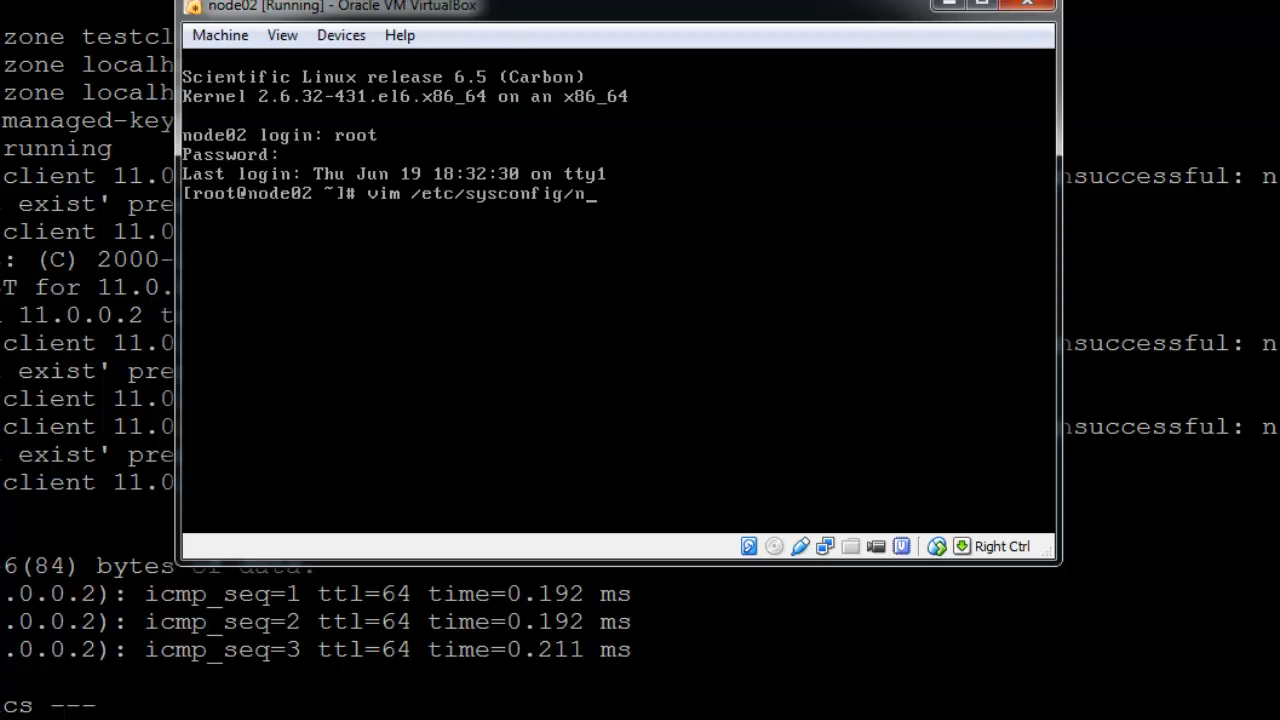 node02 [Running] - Oracle VM VirtualBox
Machine View Devices Help
Scientific Linux release 6.5 (Carbon)
Kernel 2.6.32-431.el6.x86_64 on an x86_64
node02 login: root
Password:
Last login: Thu Jun 19 18:32:30 on tty1
[root@node02 ~]# vim /etc/sysconfig/n_
Right Ctrl
zone testcl
zone localh
zone localh
managed-key
running
client 11.0 nsuccessful: n
exist' pre
client 11.0
: (C) 2000-
T for 11.0.
11.0.0.2 t
client 11.0 nsuccessful: n
exist' pre
client 11.0
client 11.0 nsuccessful: n
exist' pre
client 11.0
6(84) bytes of data.
.0.0.2): icmp_seq=1 ttl=64 time=0.192 ms
.0.0.2): icmp_seq=2 ttl=64 time=0.192 ms
.0.0.2): icmp_seq=3 ttl=64 time=0.211 ms
cs ---